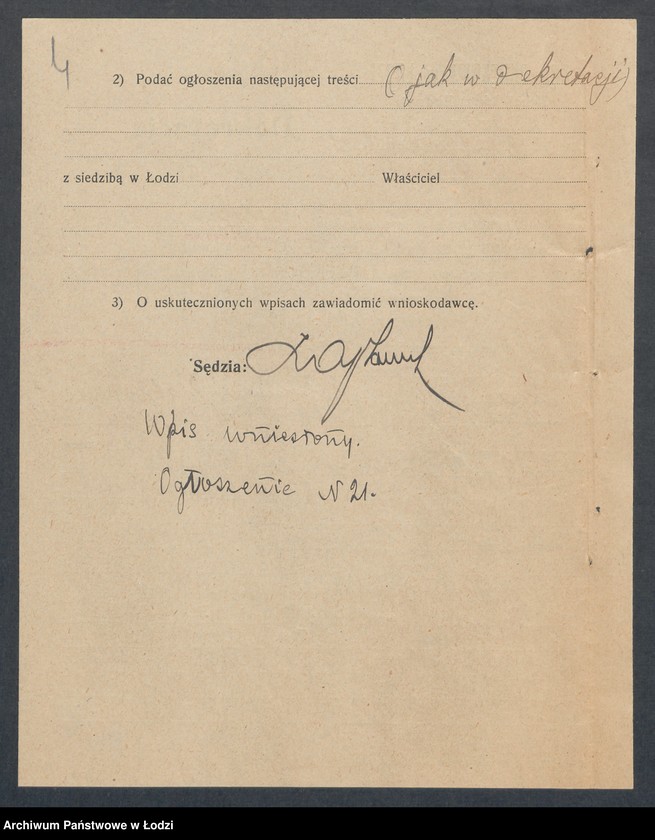 4
2) Podać ogłoszenia następującej treści (jak w dekretacji)
z siedzibą w Łodzi Właściciel
3) O uskutecznionych wpisach zawiadomić wnioskodawcę.
Sędzia:
Wpis wniesiony.
Ogłoszenie N 21.
Archiwum Państwowe w Łodzi